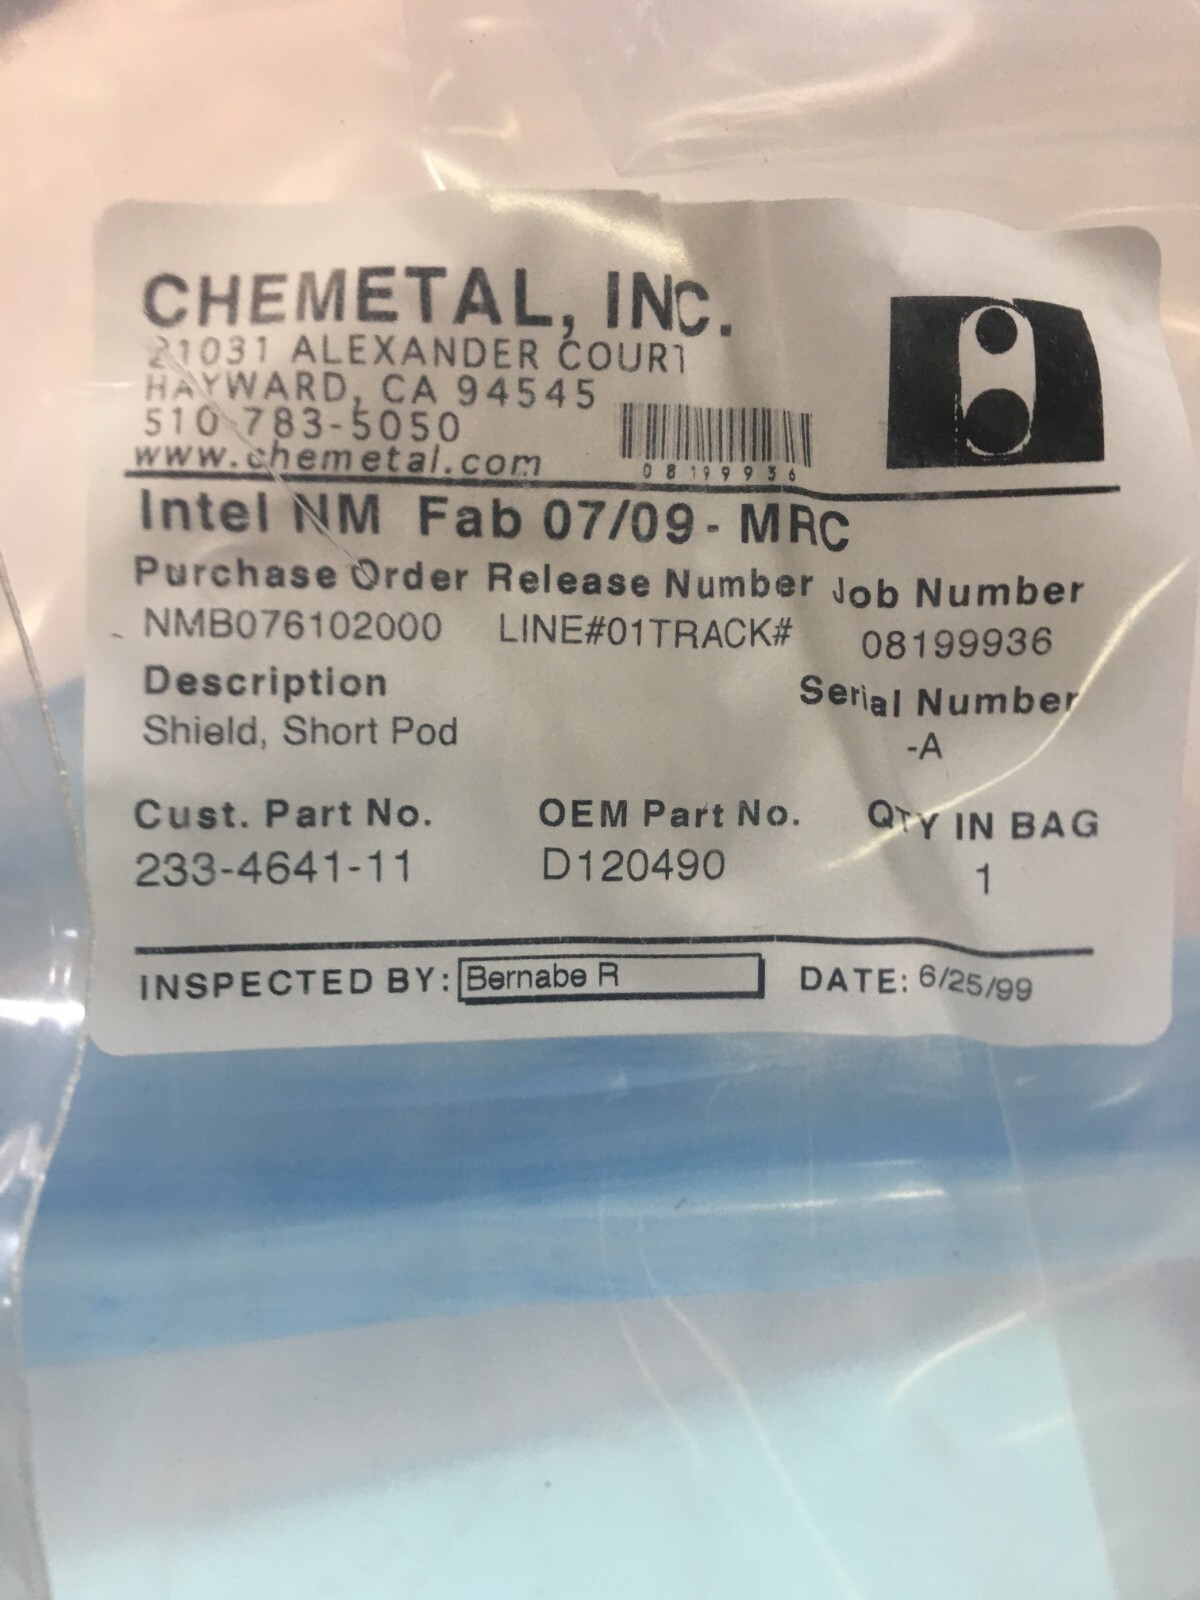 CHEMETAL, INC.
21031 ALEXANDER COURT
HAYWARD, CA 94545
510-783-5050
www.chemetal.com
08199936
Intel NM Fab 07/09 - MRC
Purchase Order Release Number Job Number
NMB076102000 LINE#01TRACK# 08199936
Description Serial Number
Shield, Short Pod -A
Cust. Part No. OEM Part No. QTY IN BAG
233-4641-11 D120490 1
INSPECTED BY: Bernabe R DATE: 6/25/99